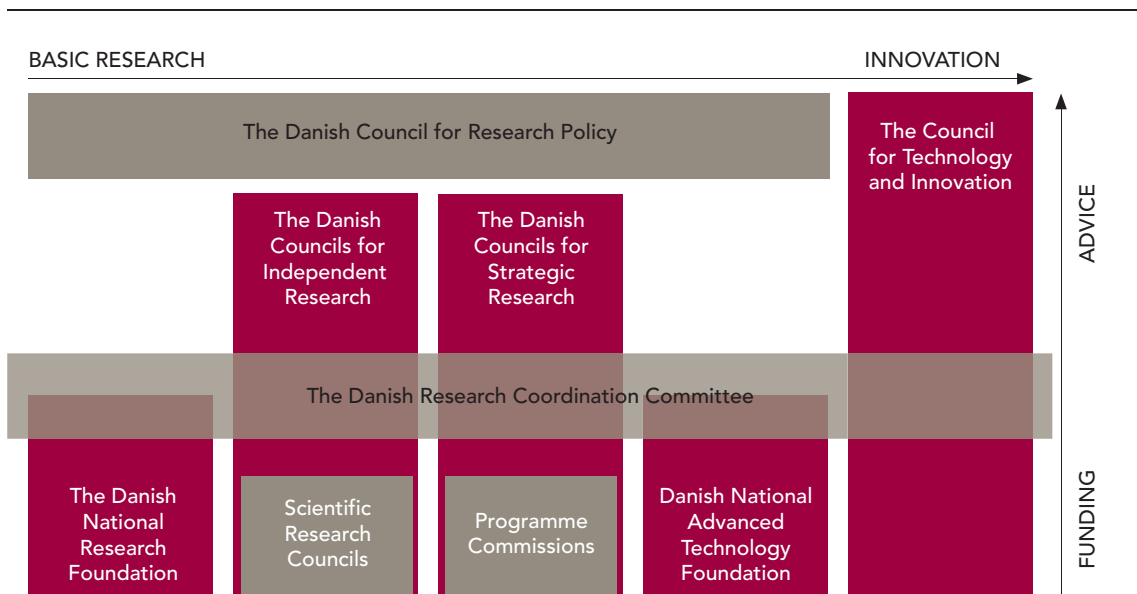 BASIC RESEARCH
INNOVATION
The Danish Council for Research Policy
The Council
for Technology
and Innovation
ADVICE
The Danish
Councils for
Independent
Research
The Danish
Councils for
Strategic
Research
The Danish Research Coordination Committee
The Danish
National
Research
Foundation
Scientific
Research
Councils
Programme
Commissions
Danish National
Advanced
Technology
Foundation
FUNDING